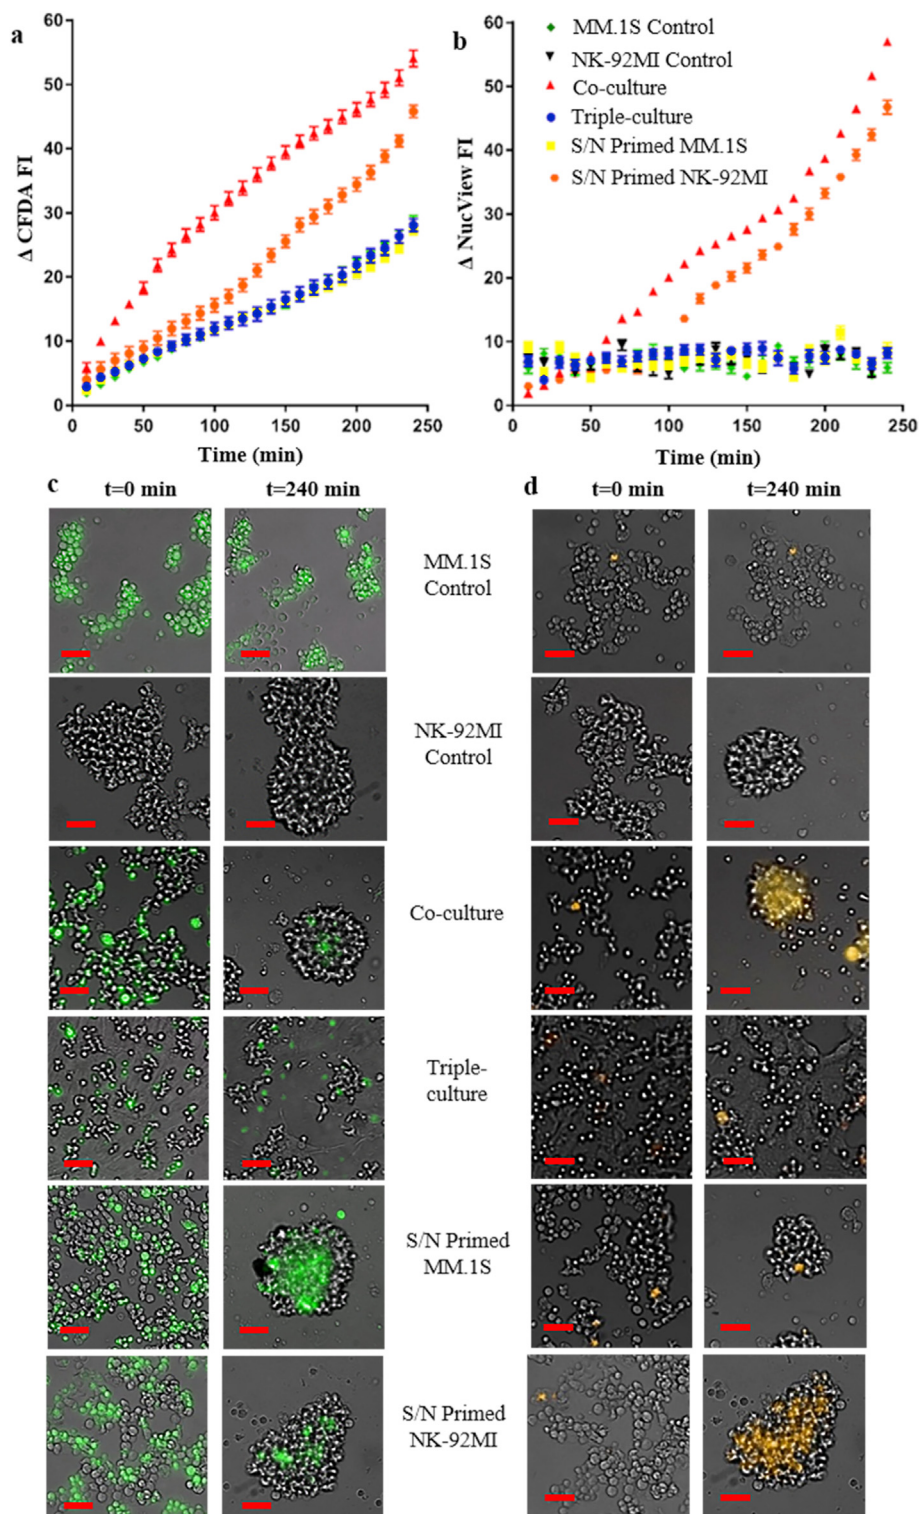 a
60
50
40
30
20
10
0
Δ CFDA FI
0 50 100 150 200 250
Time (min)
b
60
50
40
30
20
10
0
Δ NucView FI
MM.1S Control
NK-92MI Control
Co-culture
Triple-culture
S/N Primed MM.1S
S/N Primed NK-92MI
0 50 100 150 200 250
Time (min)
c
t=0 min t=240 min
d
t=0 min t=240 min
MM.1S
Control
NK-92MI
Control
Co-culture
Triple-
culture
S/N Primed
MM.1S
S/N Primed
NK-92MI